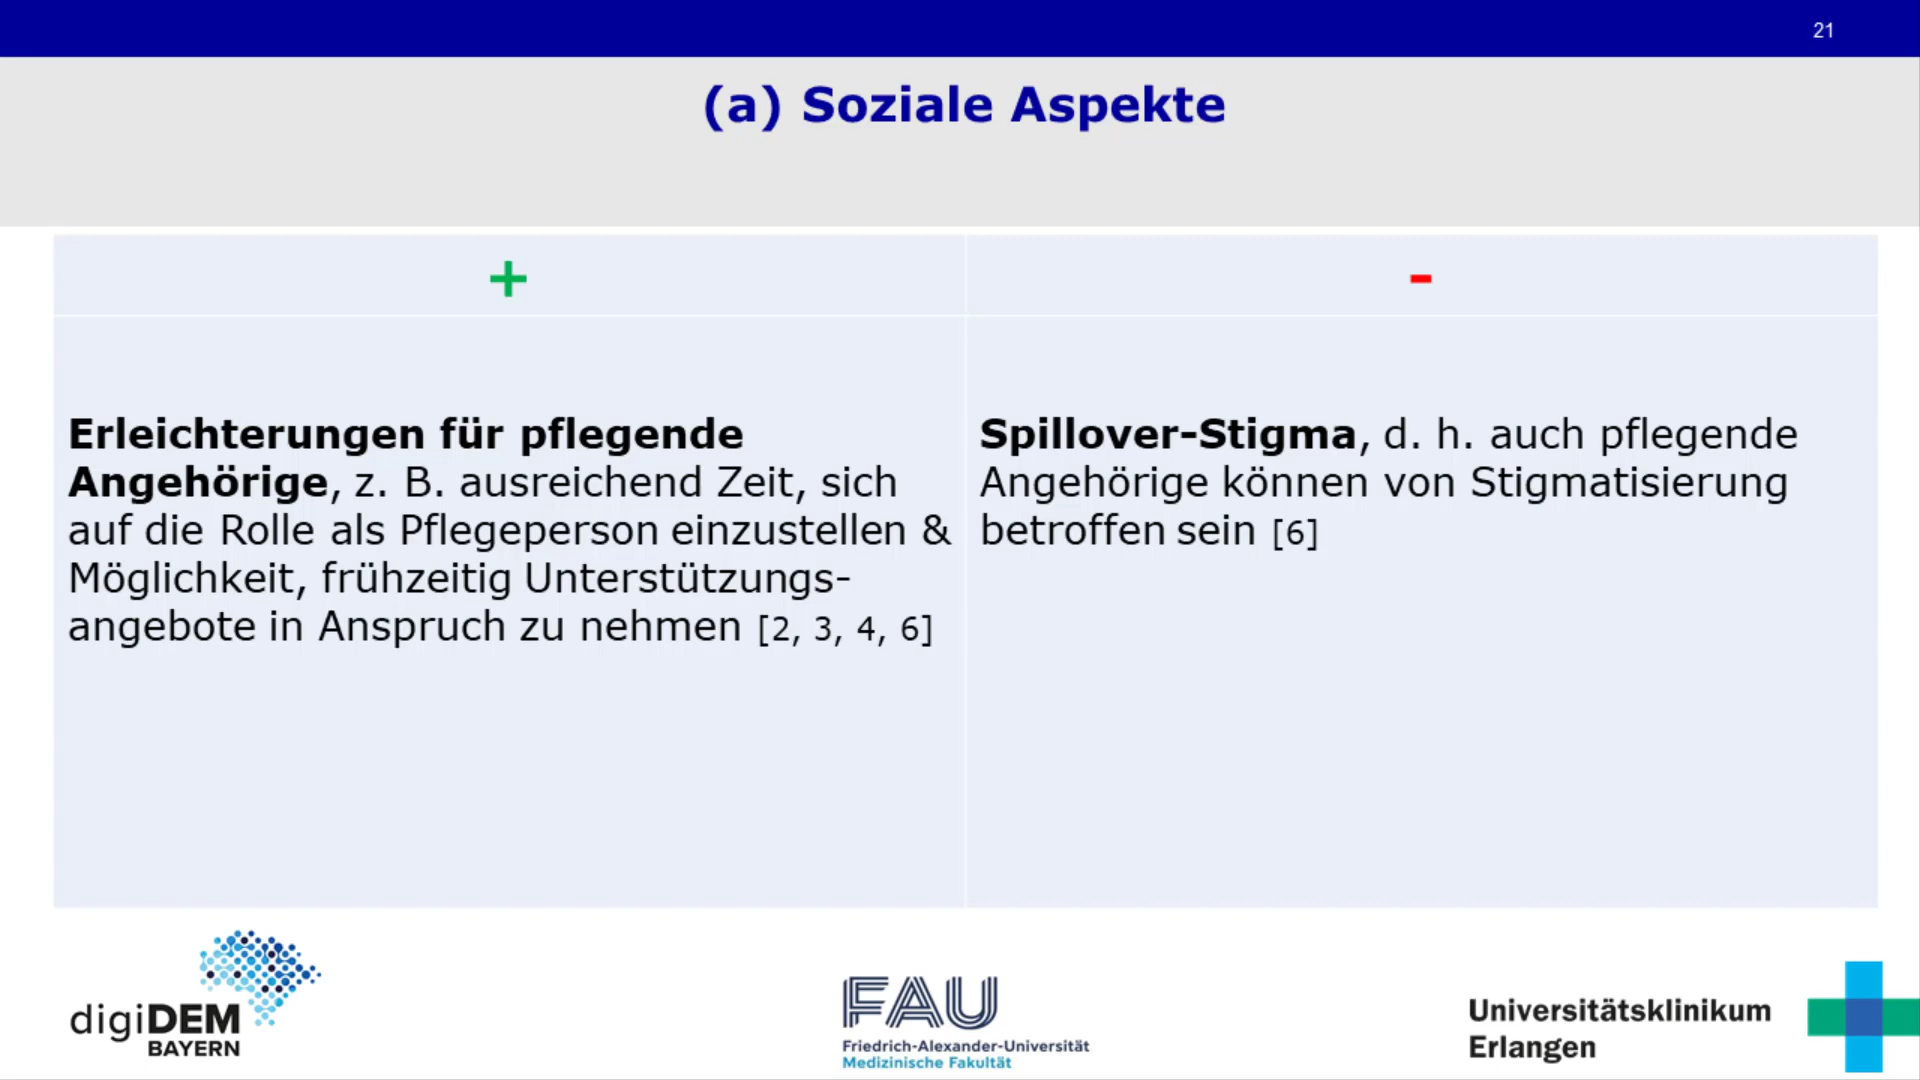 21
(a) Soziale Aspekte
+
-
Erleichterungen für pflegende
Angehörige, z. B. ausreichend Zeit, sich
auf die Rolle als Pflegeperson einzustellen &
Möglichkeit, frühzeitig Unterstützungs-
angebote in Anspruch zu nehmen [2, 3, 4, 6]
Spillover-Stigma, d. h. auch pflegende
Angehörige können von Stigmatisierung
betroffen sein [6]
digiDEM
BAYERN
FAU
Friedrich-Alexander-Universität
Medizinische Fakultät
Universitätsklinikum
Erlangen